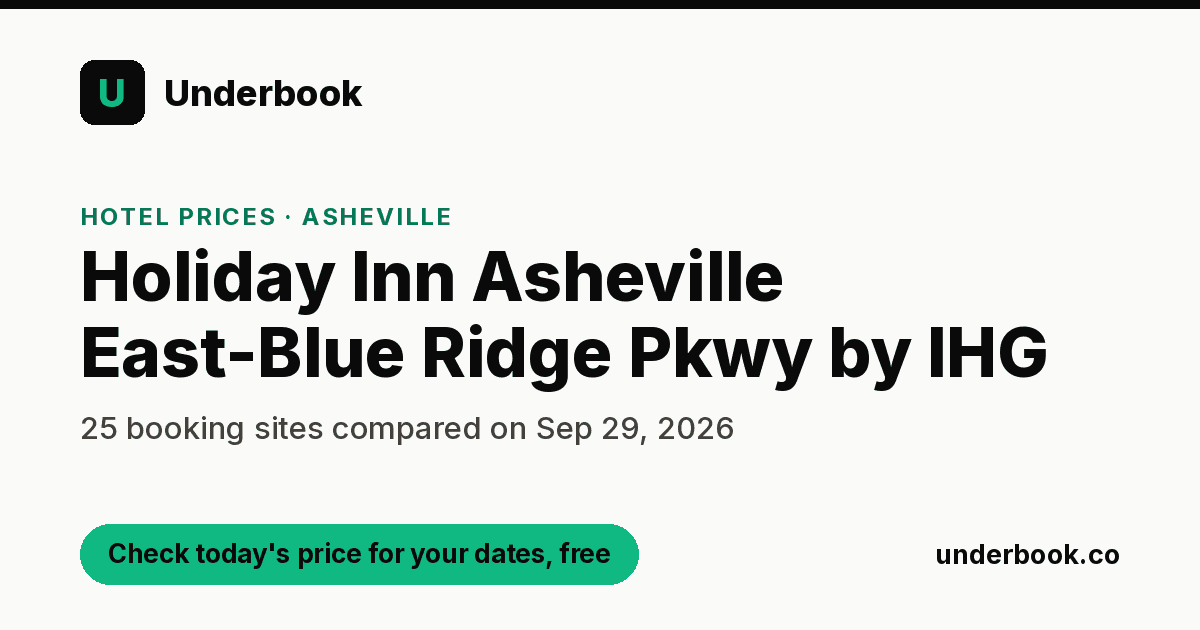 U Underbook
HOTEL PRICES · ASHEVILLE
Holiday Inn Asheville
East-Blue Ridge Pkwy by IHG
25 booking sites compared on Sep 29, 2026
Check today's price for your dates, free
underbook.co